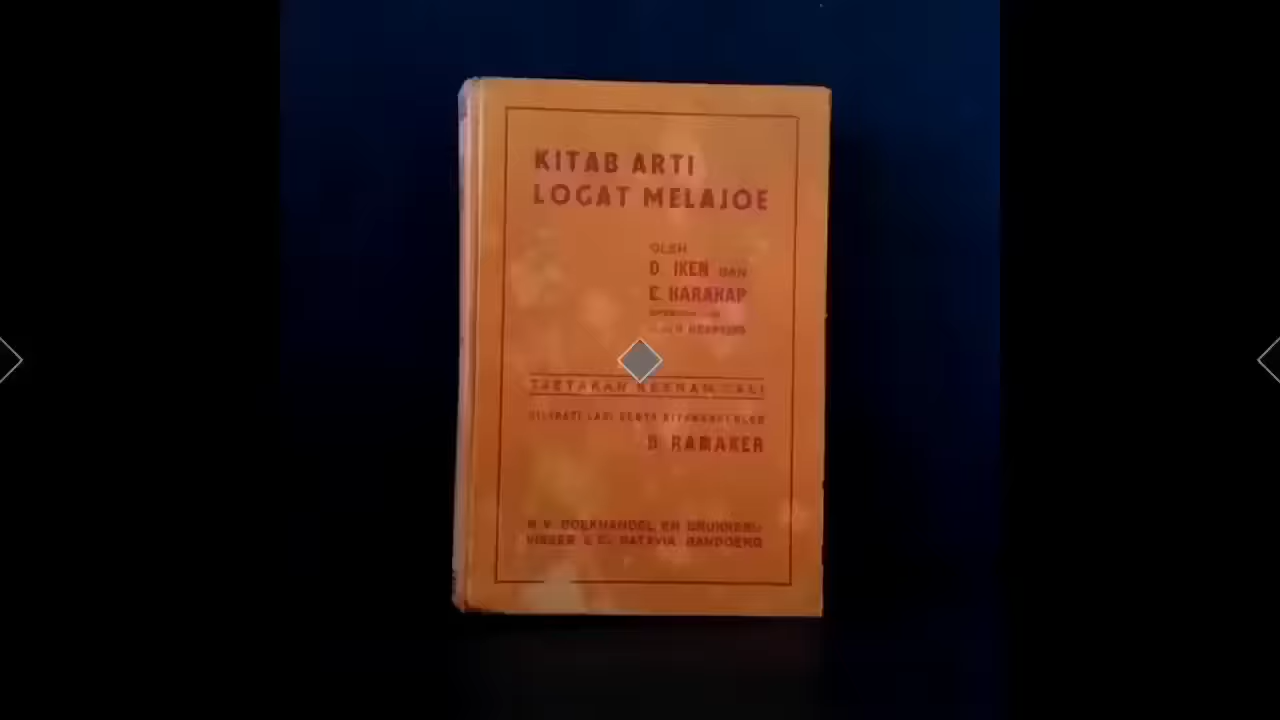 KITAB ARTI
LOGAT MELAJOE
OLEH
D. IKEN DAN
E. HARAHAP
TJETAKAN KEENAM KALI
B. RAMAKER
N.V. BOEKHANDEL EN DRUKKERIJ
VISSER & Co BATAVIA BANDOENG